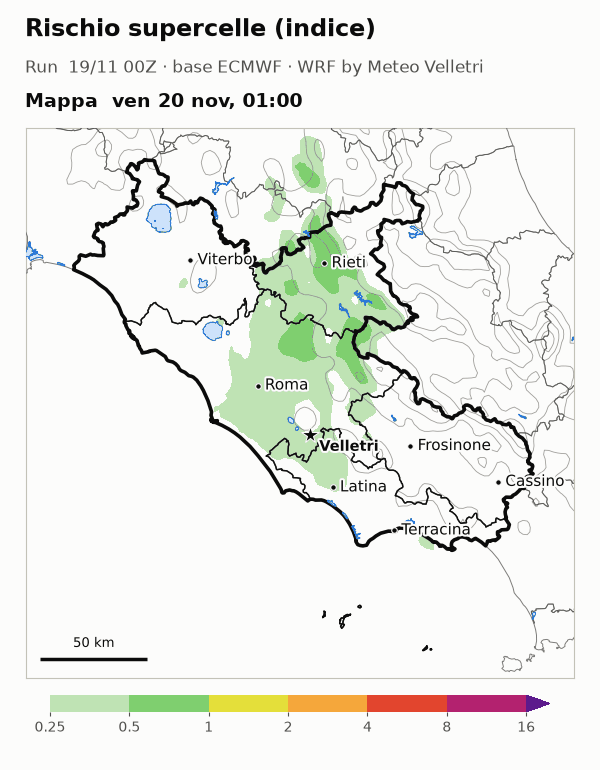 Rischio supercelle (indice)
Run  19/11 00Z · base ECMWF · WRF by Meteo Velletri
Mappa  ven 20 nov, 01:00
Viterbo
Rieti
Roma
Velletri
Frosinone
Cassino
Latina
Terracina
50 km
0.25 0.5 1 2 4 8 16